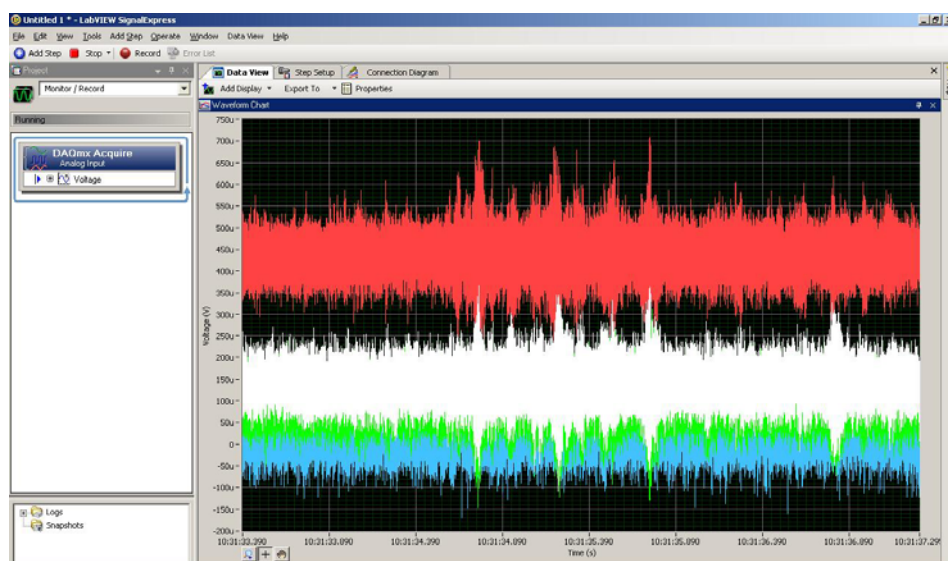 Untitled 1 * - LabVIEW SignalExpress
File Edit View Tools Add Step Operate Window Data View Help
Add Step Stop Record Error List
Project
Monitor / Record
Running
DAQmx Acquire
Analog Input
Voltage
Logs
Snapshots
Data View Step Setup Connection Diagram
Add Display Export To Properties
Waveform Chart
750u
700u
650u
600u
550u
500u
450u
400u
350u
300u
250u
200u
150u
100u
50u
0
-50u
-100u
-150u
-200u
Voltage (V)
10:31:33.390 10:31:33.890 10:31:34.390 10:31:34.890 10:31:35.390 10:31:35.890 10:31:36.390 10:31:36.890 10:31:37.295
Time (s)